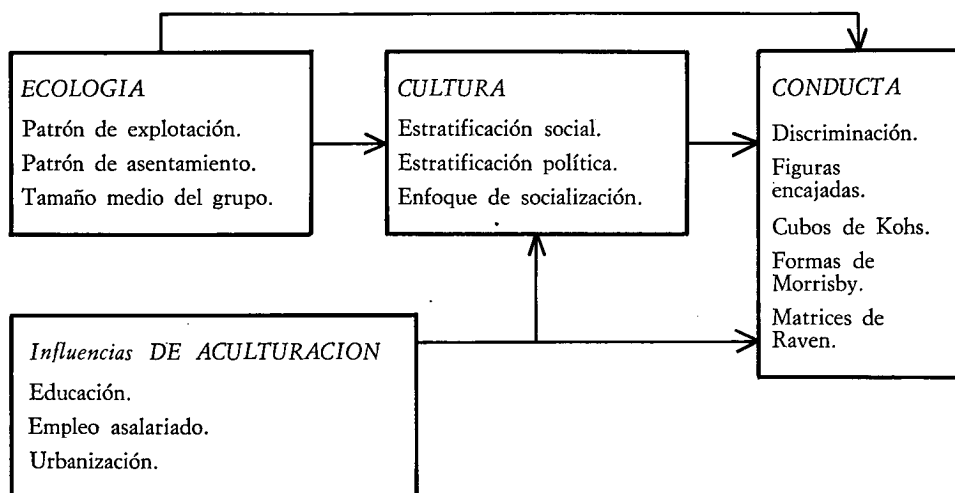 ECOLOGIA
Patrón de explotación.
Patrón de asentamiento.
Tamaño medio del grupo.
CULTURA
Estratificación social.
Estratificación política.
Enfoque de socialización.
CONDUCTA
Discriminación.
Figuras
encajadas.
Cubos de Kohs.
Formas de
Morrisby.
Matrices de
Raven.
Influencias DE ACULTURACION
Educación.
Empleo asalariado.
Urbanización.